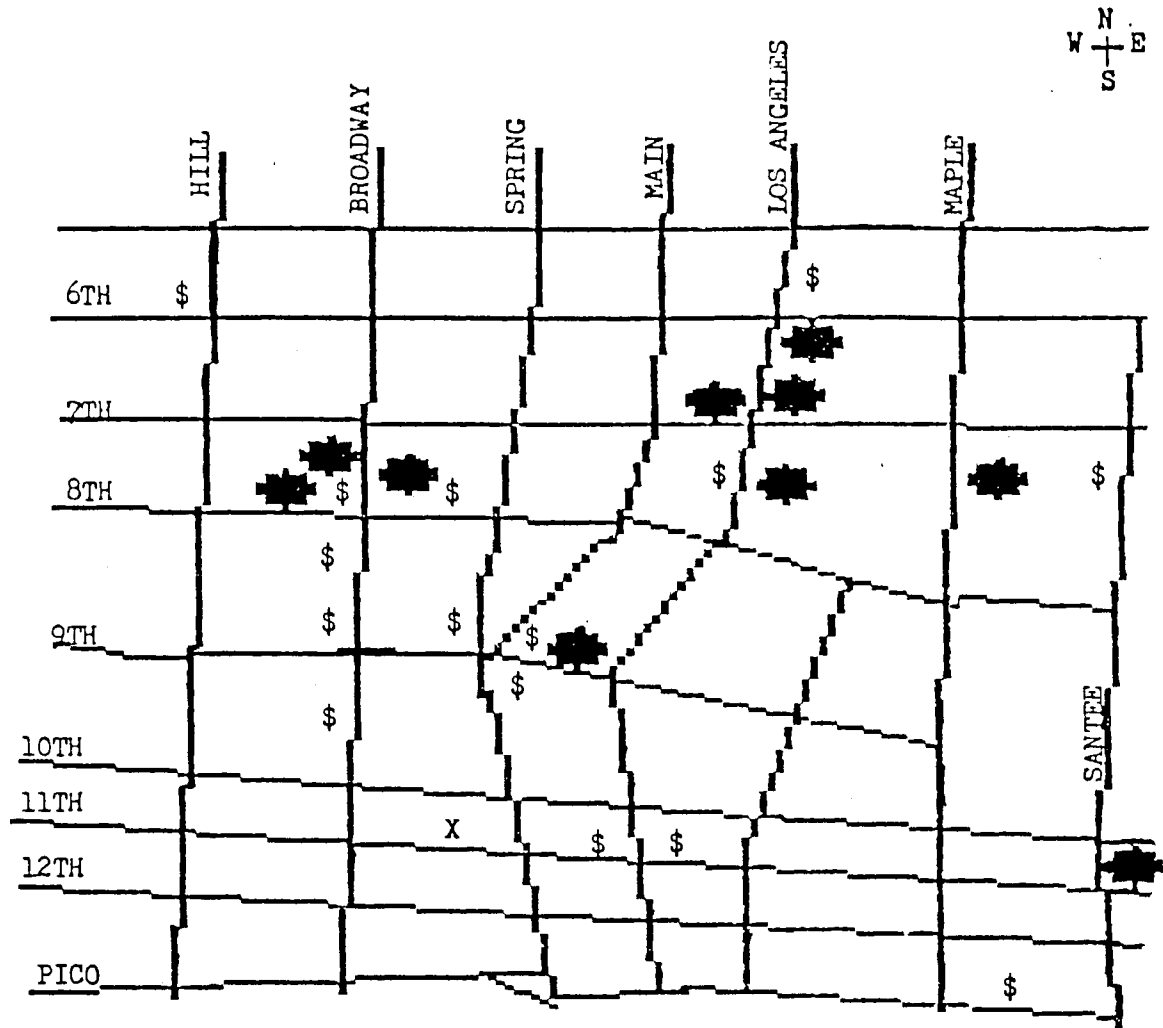 N
W E
S
HILL
BROADWAY
SPRING
MAIN
LOS ANGELES
MAPLE
$
6TH $
7TH
$ $
8TH $ $
$
$ $ $
9TH
$
$
SANTEE
10TH
11TH
X $ $
12TH
PICO $